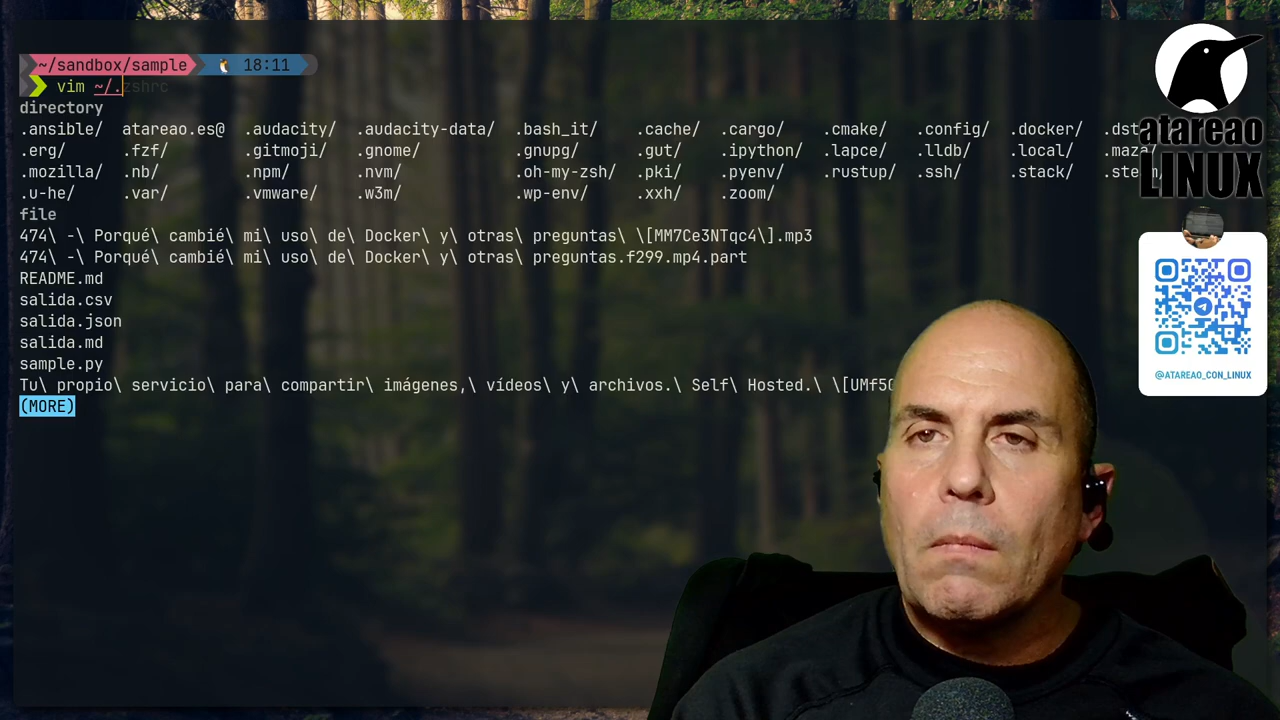 ~/sandbox/sample 18:11
vim ~/.zshrc
directory
.ansible/ atareao.es@ .audacity/ .audacity-data/ .bash_it/ .cache/ .cargo/ .cmake/ .config/ .docker/
.erg/ .fzf/ .gitmoji/ .gnome/ .gnupg/ .gut/ .ipython/ .lapce/ .lldb/ .local/
.mozilla/ .nb/ .npm/ .nvm/ .oh-my-zsh/ .pki/ .pyenv/ .rustup/ .ssh/ .stack/
.u-he/ .var/ .vmware/ .w3m/ .wp-env/ .xxh/ .zoom/
file
474\ -\ Porqué\ cambié\ mi\ uso\ de\ Docker\ y\ otras\ preguntas\ \[MM7Ce3NTqc4\].mp3
474\ -\ Porqué\ cambié\ mi\ uso\ de\ Docker\ y\ otras\ preguntas.f299.mp4.part
README.md
salida.csv
salida.json
salida.md
sample.py
Tu\ propio\ servicio\ para\ compartir\ imágenes,\ vídeos\ y\ archivos.\ Self\ Hosted.\
(MORE)
atareao
LINUX
@ATAREAO_CON_LINUX